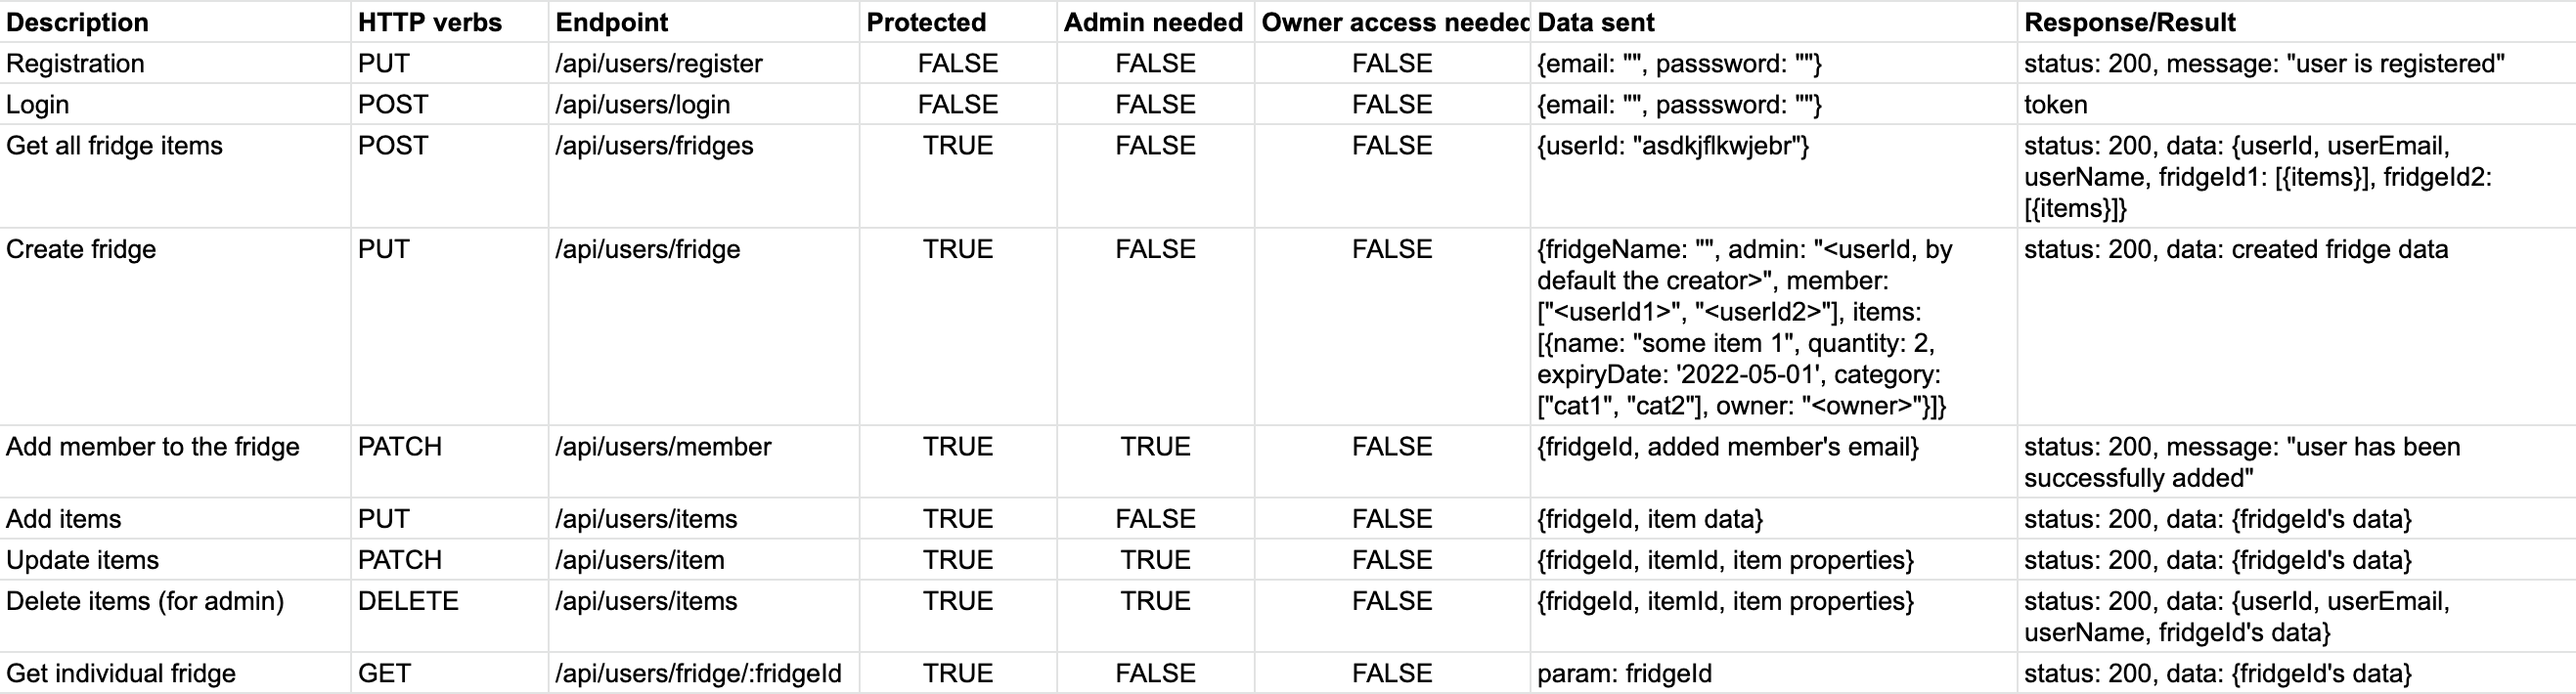 Description HTTP verbs Endpoint Protected Admin needed Owner access needed Data sent Response/Result
Registration PUT /api/users/register FALSE FALSE FALSE {email: "", passsword: ""} status: 200, message: "user is registered"
Login POST /api/users/login FALSE FALSE FALSE {email: "", passsword: ""} token
Get all fridge items POST /api/users/fridges TRUE FALSE FALSE {userId: "asdkjflkwjebr"} status: 200, data: {userId, userEmail,
userName, fridgeId1: [{items}], fridgeId2:
[{items}]}
Create fridge PUT /api/users/fridge TRUE FALSE FALSE {fridgeName: "", admin: "<userId, by status: 200, data: created fridge data
default the creator>", member:
["<userId1>", "<userId2>"], items:
[{name: "some item 1", quantity: 2,
expiryDate: '2022-05-01', category:
["cat1", "cat2"], owner: "<owner>"}]}
Add member to the fridge PATCH /api/users/member TRUE TRUE FALSE {fridgeId, added member's email} status: 200, message: "user has been
successfully added"
Add items PUT /api/users/items TRUE FALSE FALSE {fridgeId, item data} status: 200, data: {fridgeId's data}
Update items PATCH /api/users/item TRUE TRUE FALSE {fridgeId, itemId, item properties} status: 200, data: {fridgeId's data}
Delete items (for admin) DELETE /api/users/items TRUE TRUE FALSE {fridgeId, itemId, item properties} status: 200, data: {userId, userEmail,
userName, fridgeId's data}
Get individual fridge GET /api/users/fridge/:fridgeId TRUE FALSE FALSE param: fridgeId status: 200, data: {fridgeId's data}